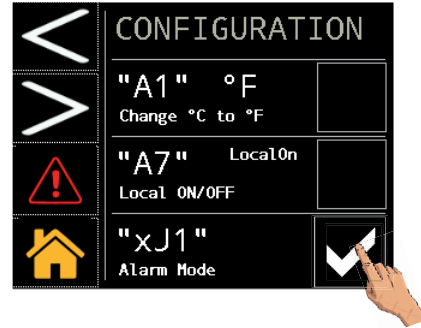 CONFIGURATION
"A1" °F
Change °C to °F
"A7" LocalOn
Local ON/OFF
"xJ1"
Alarm Mode